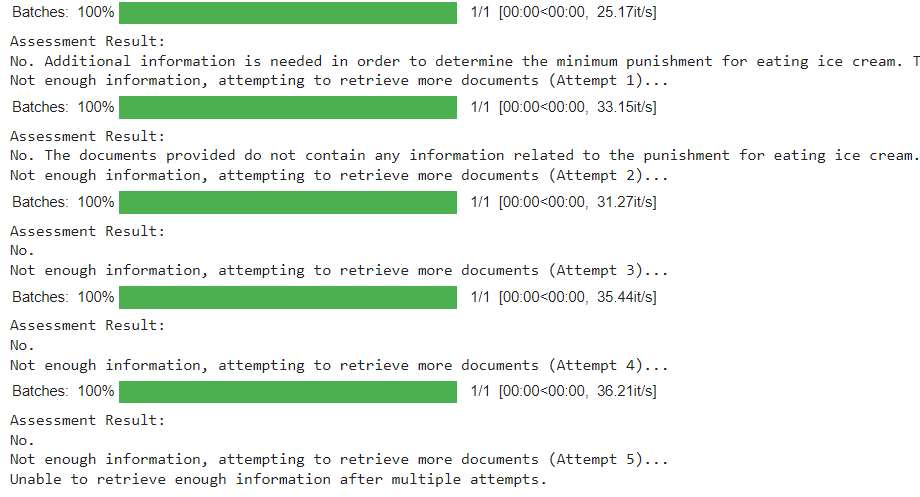 Batches: 100% 1/1 [00:00<00:00, 25.17it/s]
Assessment Result:
No. Additional information is needed in order to determine the minimum punishment for eating ice cream. T
Not enough information, attempting to retrieve more documents (Attempt 1)...
Batches: 100% 1/1 [00:00<00:00, 33.15it/s]
Assessment Result:
No. The documents provided do not contain any information related to the punishment for eating ice cream.
Not enough information, attempting to retrieve more documents (Attempt 2)...
Batches: 100% 1/1 [00:00<00:00, 31.27it/s]
Assessment Result:
No.
Not enough information, attempting to retrieve more documents (Attempt 3)...
Batches: 100% 1/1 [00:00<00:00, 35.44it/s]
Assessment Result:
No.
Not enough information, attempting to retrieve more documents (Attempt 4)...
Batches: 100% 1/1 [00:00<00:00, 36.21it/s]
Assessment Result:
No.
Not enough information, attempting to retrieve more documents (Attempt 5)...
Unable to retrieve enough information after multiple attempts.